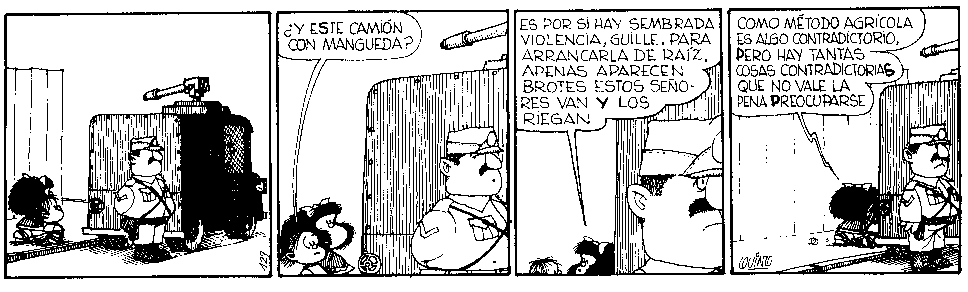 ¿Y ESTE CAMIÓN
CON MANGUEDA?
ES POR SI HAY SEMBRADA
VIOLENCIA, GUILLE. PARA
ARRANCARLA DE RAÍZ.
APENAS APARECEN
BROTES ESTOS SEÑO-
RES VAN Y LOS
RIEGAN
COMO MÉTODO AGRÍCOLA
ES ALGO CONTRADICTORIO,
PERO HAY TANTAS
COSAS CONTRADICTORIAS
QUE NO VALE LA
PENA PREOCUPARSE
QUINO